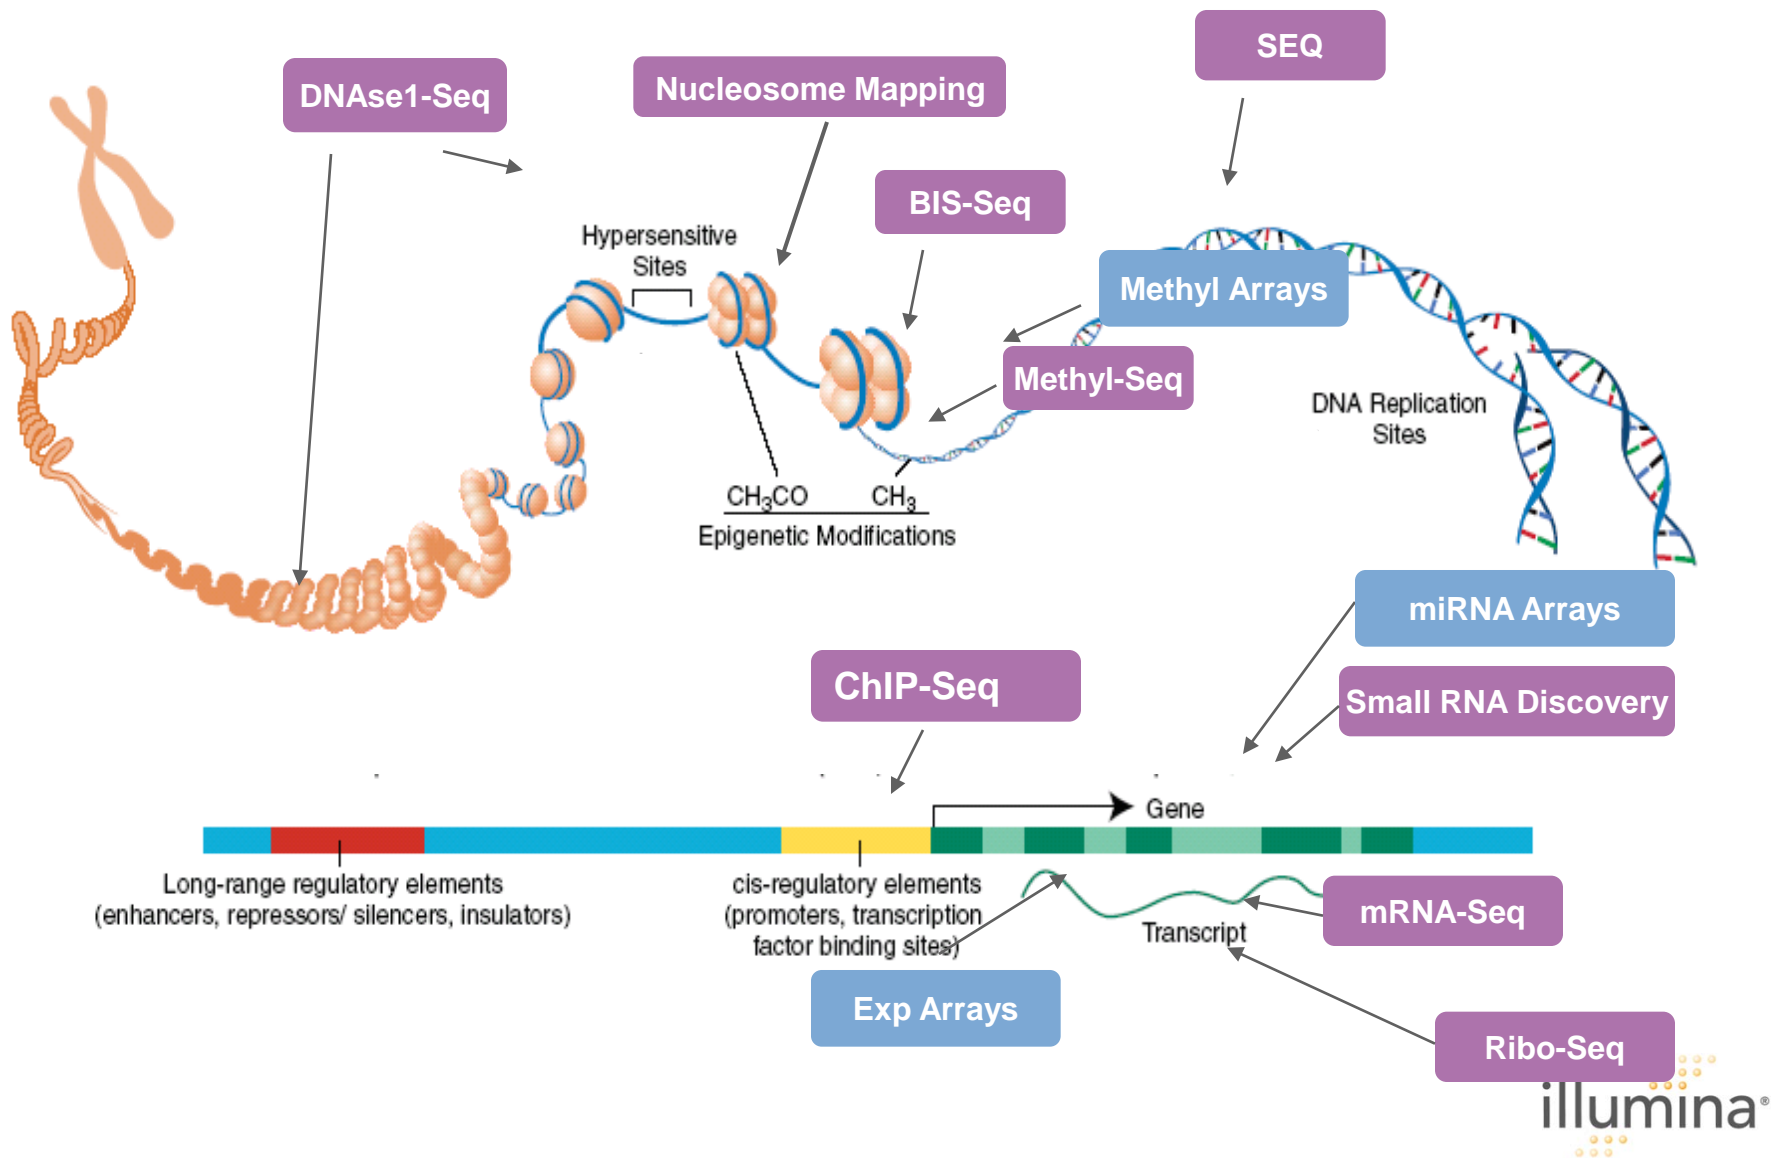 SEQ
DNAse1-Seq
Nucleosome Mapping
BIS-Seq
Hypersensitive
Sites
Methyl Arrays
Methyl-Seq
DNA Replication
Sites
CH₃CO
CH₃
Epigenetic Modifications
miRNA Arrays
ChIP-Seq
Small RNA Discovery
Gene
Long-range regulatory elements
(enhancers, repressors/ silencers, insulators)
cis-regulatory elements
(promoters, transcription
factor binding sites)
mRNA-Seq
Transcript
Exp Arrays
Ribo-Seq
illumina®